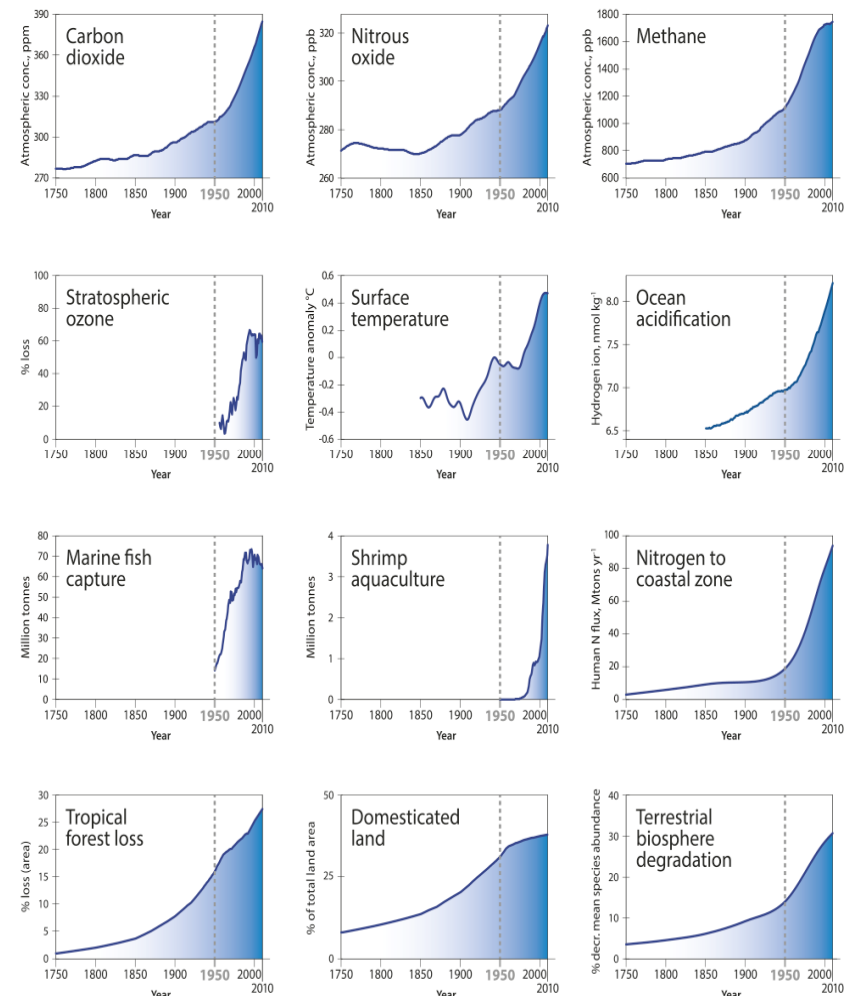 Carbon
dioxide
Atmospheric conc., ppm
390
360
330
300
270
1750 1800 1850 1900 1950 2000
2010
Year
Nitrous
oxide
Atmospheric conc., ppb
320
300
280
260
1750 1800 1850 1900 1950 2000
2010
Year
Methane
Atmospheric conc., ppb
1800
1600
1400
1200
1000
800
600
1750 1800 1850 1900 1950 2000
2010
Year
Stratospheric
ozone
% loss
100
80
60
40
20
0
1750 1800 1850 1900 1950 2000
2010
Year
Surface
temperature
Temperature anomaly °C
0.6
0.4
0.2
0
-0.2
-0.4
-0.6
1750 1800 1850 1900 1950 2000
2010
Year
Ocean
acidification
Hydrogen ion, nmol kg⁻¹
8.0
7.5
7.0
6.5
1750 1800 1850 1900 1950 2000
2010
Year
Marine fish
capture
Million tonnes
80
70
60
50
40
30
20
10
0
1750 1800 1850 1900 1950 2000
2010
Year
Shrimp
aquaculture
Million tonnes
4
3
2
1
0
1750 1800 1850 1900 1950 2000
2010
Year
Nitrogen to
coastal zone
Human N flux, Mtons yr⁻¹
100
80
60
40
20
0
1750 1800 1850 1900 1950 2000
2010
Year
Tropical
forest loss
% loss (area)
30
25
20
15
10
5
0
1750 1800 1850 1900 1950 2000
2010
Year
Domesticated
land
% of total land area
50
25
0
1750 1800 1850 1900 1950 2000
2010
Year
Terrestrial
biosphere
degradation
% decr. mean species abundance
40
30
20
10
0
1750 1800 1850 1900 1950 2000
2010
Year